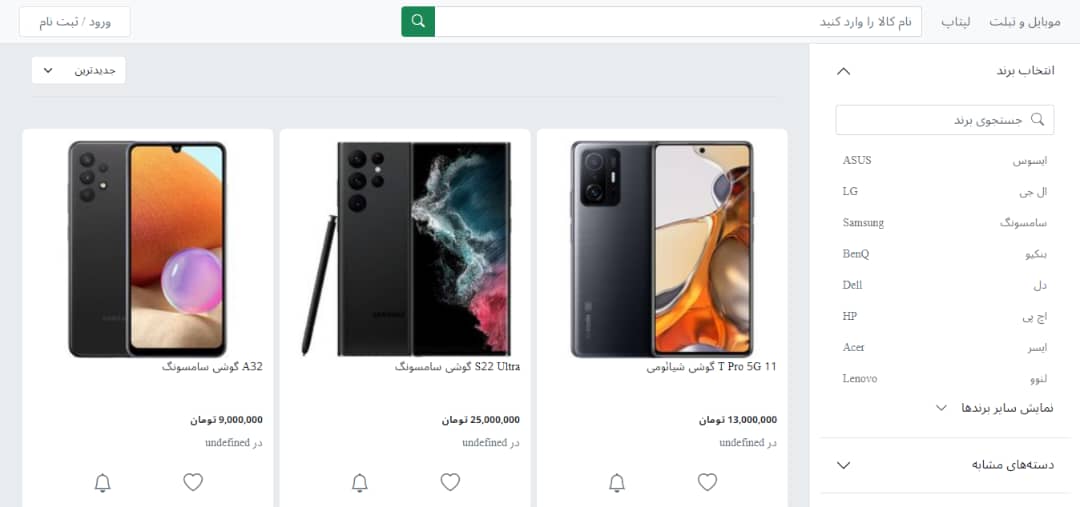 موبایل و تبلت
لپتاپ
نام کالا را وارد کنید
ورود / ثبت نام
انتخاب برند
جستجوی برند
ایسوس ASUS
ال جی LG
سامسونگ Samsung
بنکیو BenQ
دل Dell
اچ پی HP
ایسر Acer
لنوو Lenovo
نمایش سایر برندها
دسته‌های مشابه
جدیدترین
11 T Pro 5G گوشی شیائومی
13,000,000 تومان
در undefined
S22 Ultra گوشی سامسونگ
25,000,000 تومان
در undefined
A32 گوشی سامسونگ
9,000,000 تومان
در undefined